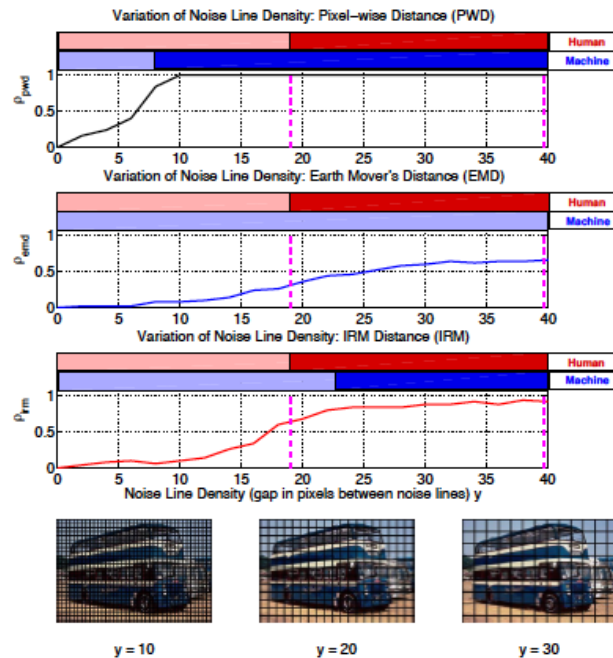 Variation of Noise Line Density: Pixel-wise Distance (PWD)
Human
Machine
1
0.5
0
ρpwd
0 5 10 15 20 25 30 35 40
Variation of Noise Line Density: Earth Mover's Distance (EMD)
Human
Machine
1
0.5
0
ρemd
0 5 10 15 20 25 30 35 40
Variation of Noise Line Density: IRM Distance (IRM)
Human
Machine
1
0.5
0
ρirm
0 5 10 15 20 25 30 35 40
Noise Line Density (gap in pixels between noise lines) y
y = 10 y = 20 y = 30